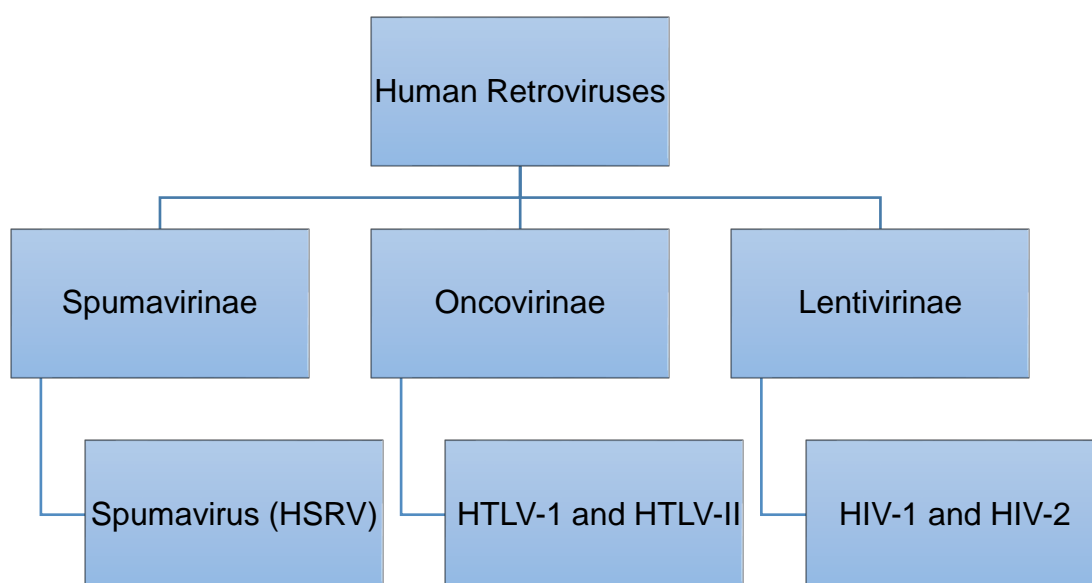 Human Retroviruses
Spumavirinae
Oncovirinae
Lentivirinae
Spumavirus (HSRV)
HTLV-1 and HTLV-II
HIV-1 and HIV-2